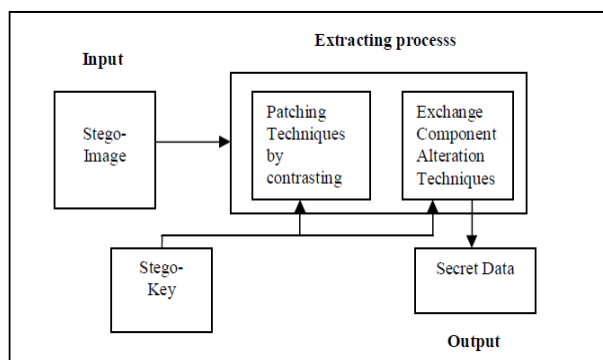 Extracting processs
Input
Stego-
Image
Patching
Techniques
by
contrasting
Exchange
Component
Alteration
Techniques
Stego-
Key
Secret Data
Output